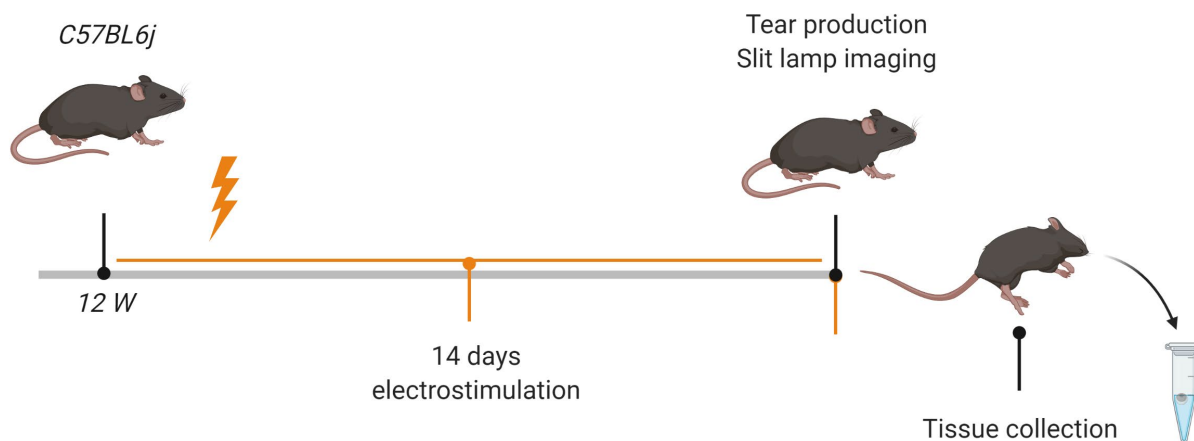 C57BL6j
Tear production
Slit lamp imaging
12 W
14 days
electrostimulation
Tissue collection